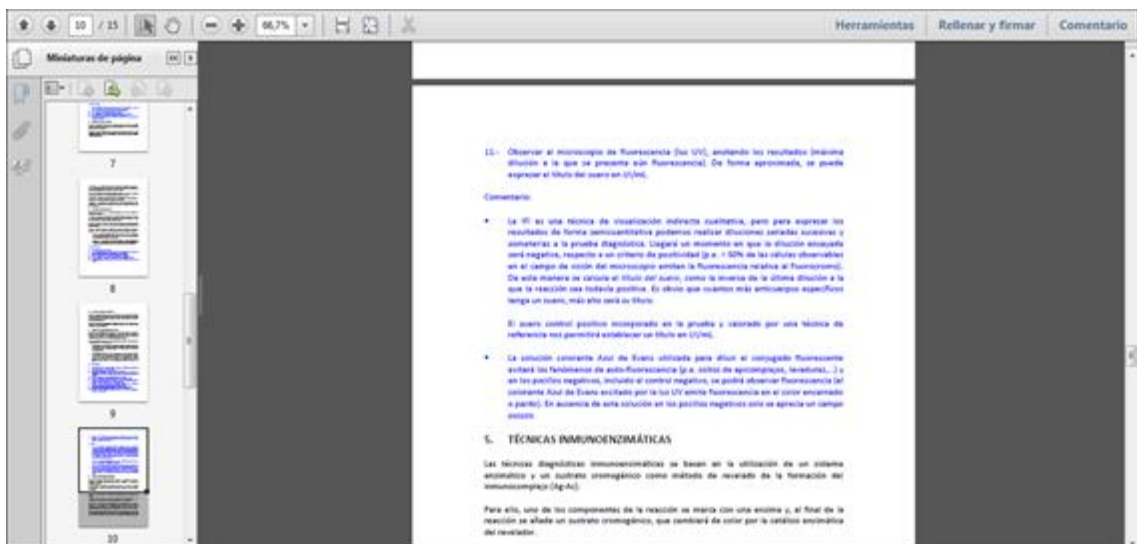 10 / 15
66,7%
Herramientas
Rellenar y firmar
Comentario
Miniaturas de página
7
8
9
10
11.- Observar al microscopio de fluorescencia (luz UV), anotando los resultados (máxima
dilución a la que se presenta aún fluorescencia). De forma aproximada, se puede
expresar el título del suero en UI/mL
Comentario:
• La IFI es una técnica de visualización indirecta cualitativa, pero para expresar los
resultados de forma semicuantitativa podemos realizar diluciones seriadas sucesivas y
someterlas a la prueba diagnóstica. Llegará un momento en que la dilución ensayada
será negativa, respecto a un criterio de positividad (p.e. > 50% de las células observables
en el campo de visión del microscopio emiten la fluorescencia relativa al fluorocromo).
De esta manera se calcula el título del suero, como la inversa de la última dilución a la
que la reacción sea todavía positiva. Es obvio que cuantos más anticuerpos específicos
tenga un suero, más alto será su título.
El suero control positivo incorporado en la prueba y valorado por una técnica de
referencia nos permitirá establecer un título en UI/mL.
• La solución colorante Azul de Evans utilizada para diluir el conjugado fluorescente
evitará los fenómenos de auto-fluorescencia (p.e. ooitos de apicomplejos, levaduras,...) y
en los pocillos negativos, incluido el control negativo, se podrá observar fluorescencia (el
colorante Azul de Evans excitado por la luz UV emite fluorescencia en el color encarnado
o pardo). En ausencia de esta solución en los pocillos negativos solo se aprecia un campo
oscuro.
5. TÉCNICAS INMUNOENZIMÁTICAS
Las técnicas diagnósticas inmunoenzimáticas se basan en la utilización de un sistema
enzimático y un sustrato cromogénico como método de revelado de la formación del
inmunocomplejo (Ag-Ac).
Para ello, uno de los componentes de la reacción se marca con una enzima y, al final de la
reacción se añade un sustrato cromogénico, que cambiará de color por la catálisis enzimática
del revelador.